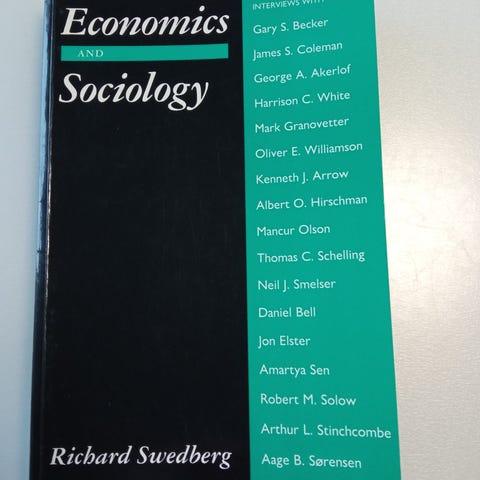 Economics
AND
Sociology
INTERVIEWS WITH
Gary S. Becker
James S. Coleman
George A. Akerlof
Harrison C. White
Mark Granovetter
Oliver E. Williamson
Kenneth J. Arrow
Albert O. Hirschman
Mancur Olson
Thomas C. Schelling
Neil J. Smelser
Daniel Bell
Jon Elster
Amartya Sen
Robert M. Solow
Arthur L. Stinchcombe
Aage B. Sørensen
Richard Swedberg